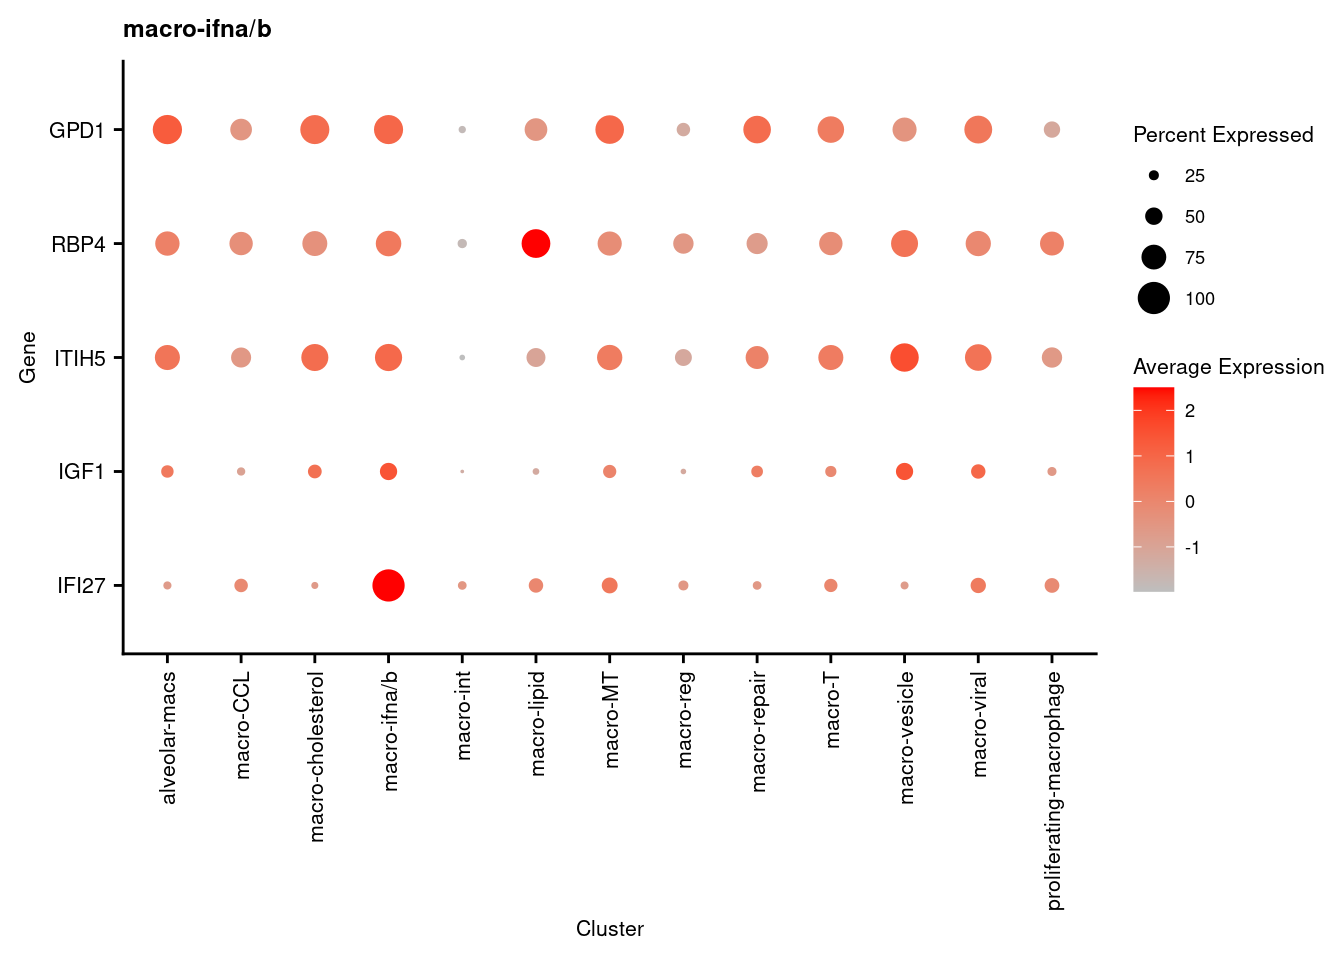 macro-ifna/b
GPD1
RBP4
ITIH5
IGF1
IFI27
Gene
alveolar-macs
macro-CCL
macro-cholesterol
macro-ifna/b
macro-int
macro-lipid
macro-MT
macro-reg
macro-repair
macro-T
macro-vesicle
macro-viral
proliferating-macrophage
Cluster
Percent Expressed
25
50
75
100
Average Expression
2
1
0
-1